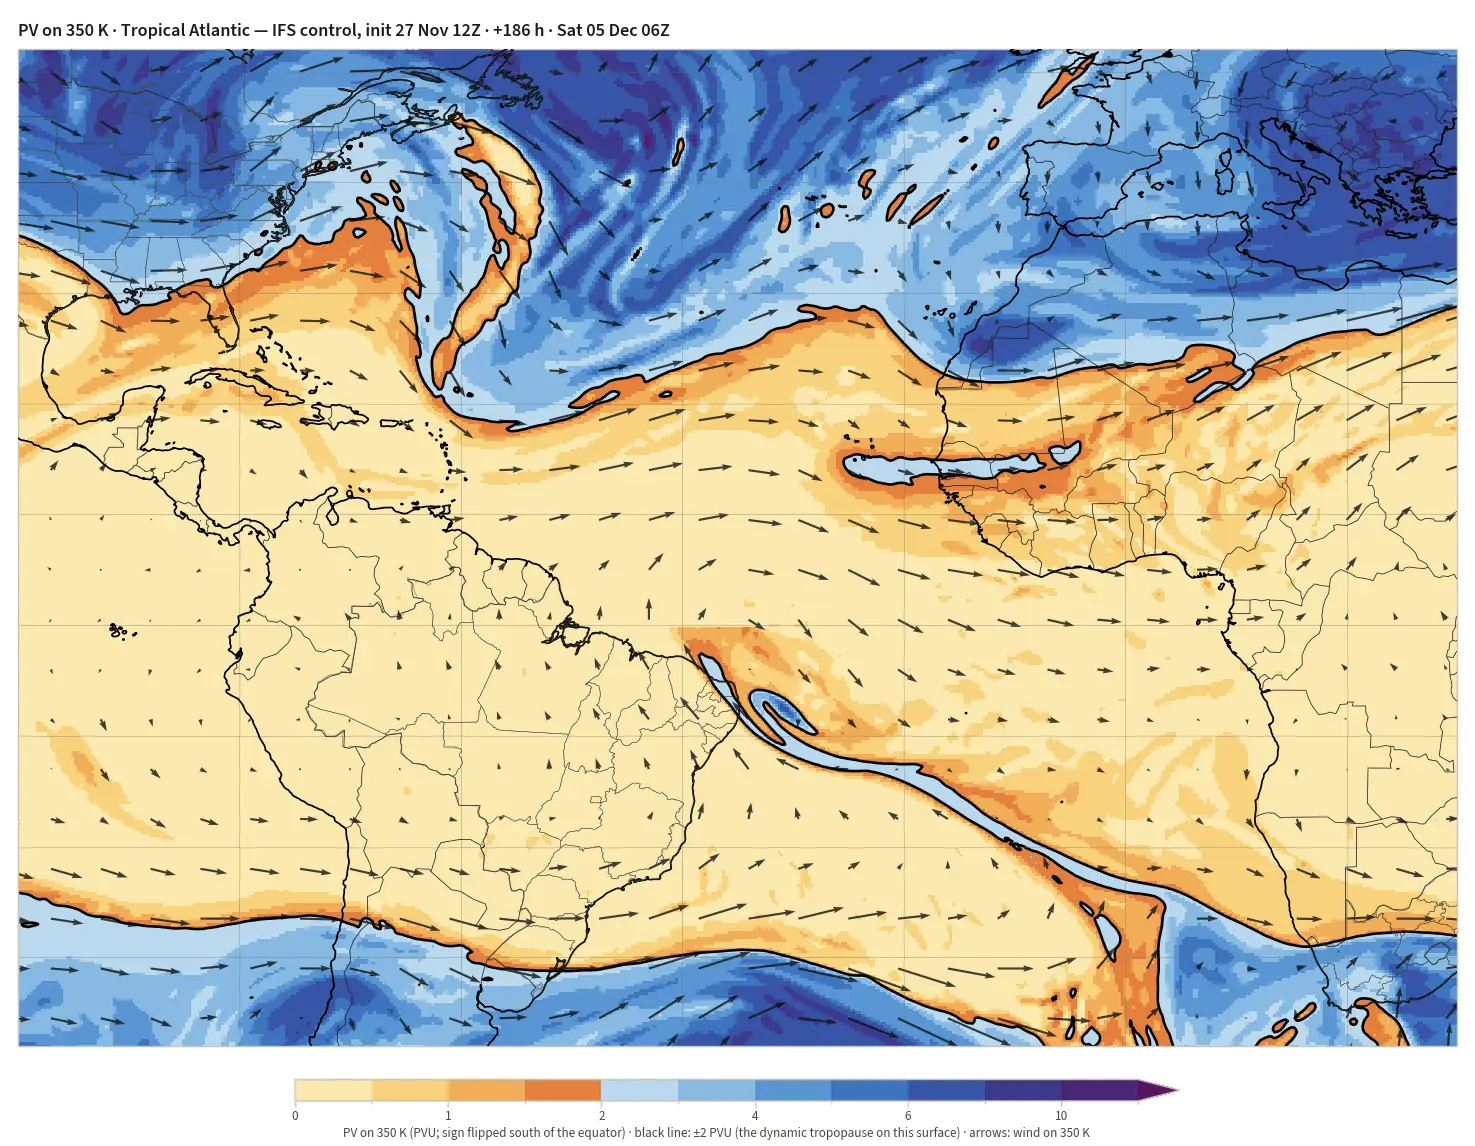 PV on 350 K · Tropical Atlantic — IFS control, init 27 Nov 12Z · +186 h · Sat 05 Dec 06Z
0 1 2 4 6 10
PV on 350 K (PVU; sign flipped south of the equator) · black line: ±2 PVU (the dynamic tropopause on this surface) · arrows: wind on 350 K